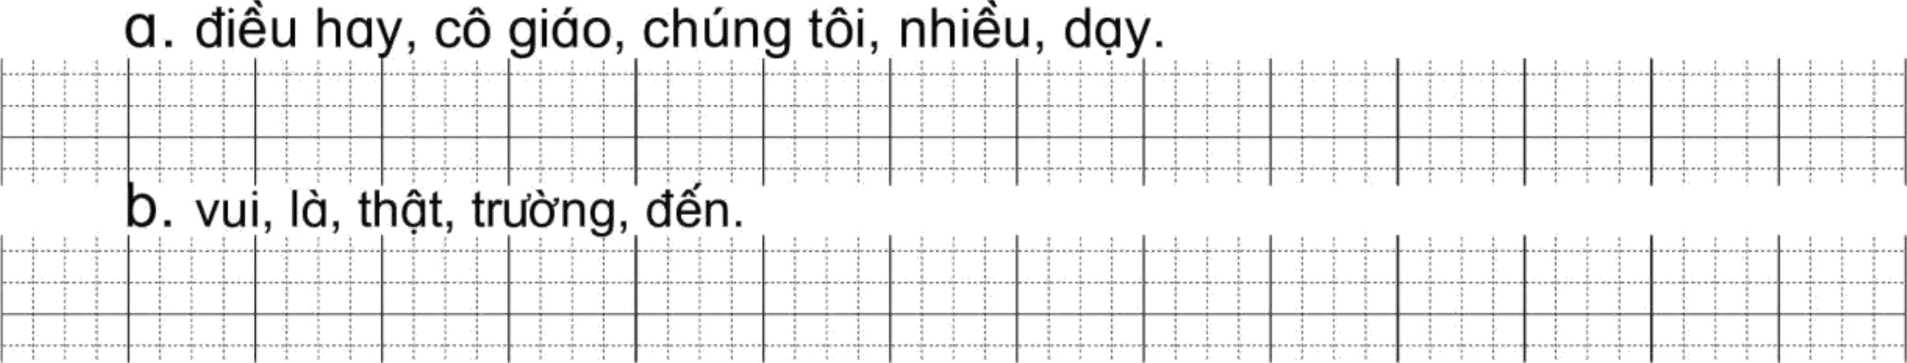 a. điều hay, cô giáo, chúng tôi, nhiều, dạy.
b. vui, là, thật, trường, đến.